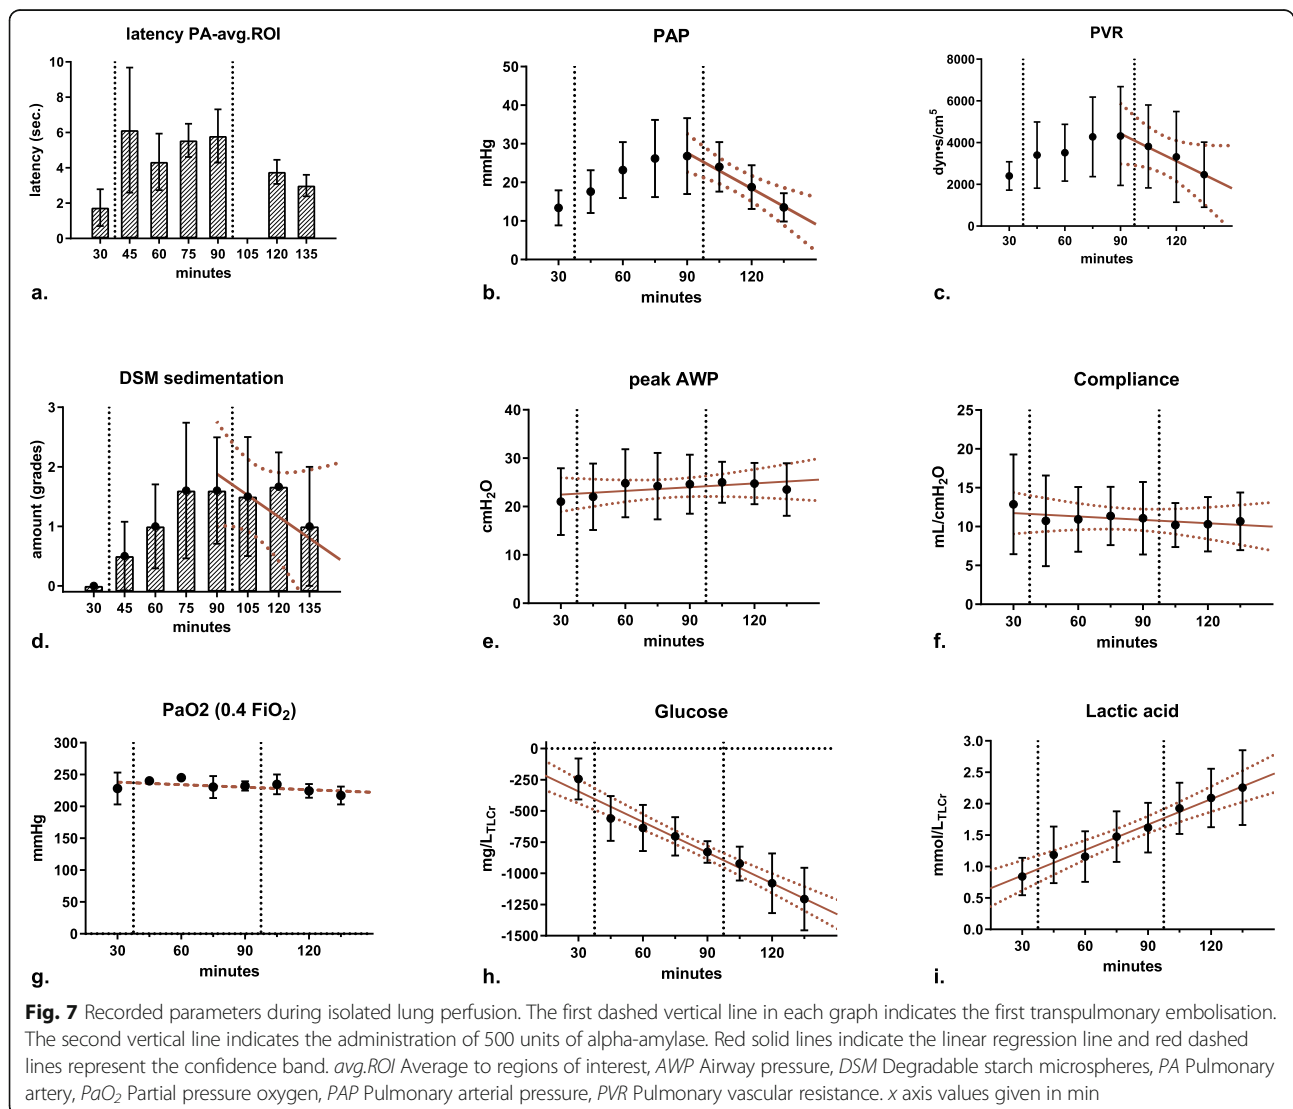 latency PA-avg.ROI
10
8
6
4
2
0
latency (sec.)
30 45 60 75 90 105 120 135
minutes
a.
PAP
50
40
30
20
10
0
mmHg
30 60 90 120
minutes
b.
PVR
8000
6000
4000
2000
0
dyn•s/cm⁵
30 60 90 120
minutes
c.
DSM sedimentation
3
2
1
0
amount (grades)
30 45 60 75 90 105 120 135
minutes
d.
peak AWP
40
30
20
10
0
cmH₂O
30 60 90 120
minutes
e.
Compliance
25
20
15
10
5
0
mL/cmH₂O
30 60 90 120
minutes
f.
PaO2 (0.4 FiO₂)
300
250
200
150
100
50
0
mmHg
30 60 90 120
minutes
g.
Glucose
0
-250
-500
-750
-1000
-1250
-1500
mg/L_TLCr
30 60 90 120
minutes
h.
Lactic acid
3.0
2.5
2.0
1.5
1.0
0.5
0.0
mmol/L_TLCr
30 60 90 120
minutes
i.
Fig. 7 Recorded parameters during isolated lung perfusion. The first dashed vertical line in each graph indicates the first transpulmonary embolisation.
The second vertical line indicates the administration of 500 units of alpha-amylase. Red solid lines indicate the linear regression line and red dashed
lines represent the confidence band. avg.ROI Average to regions of interest, AWP Airway pressure, DSM Degradable starch microspheres, PA Pulmonary
artery, PaO₂ Partial pressure oxygen, PAP Pulmonary arterial pressure, PVR Pulmonary vascular resistance. x axis values given in min